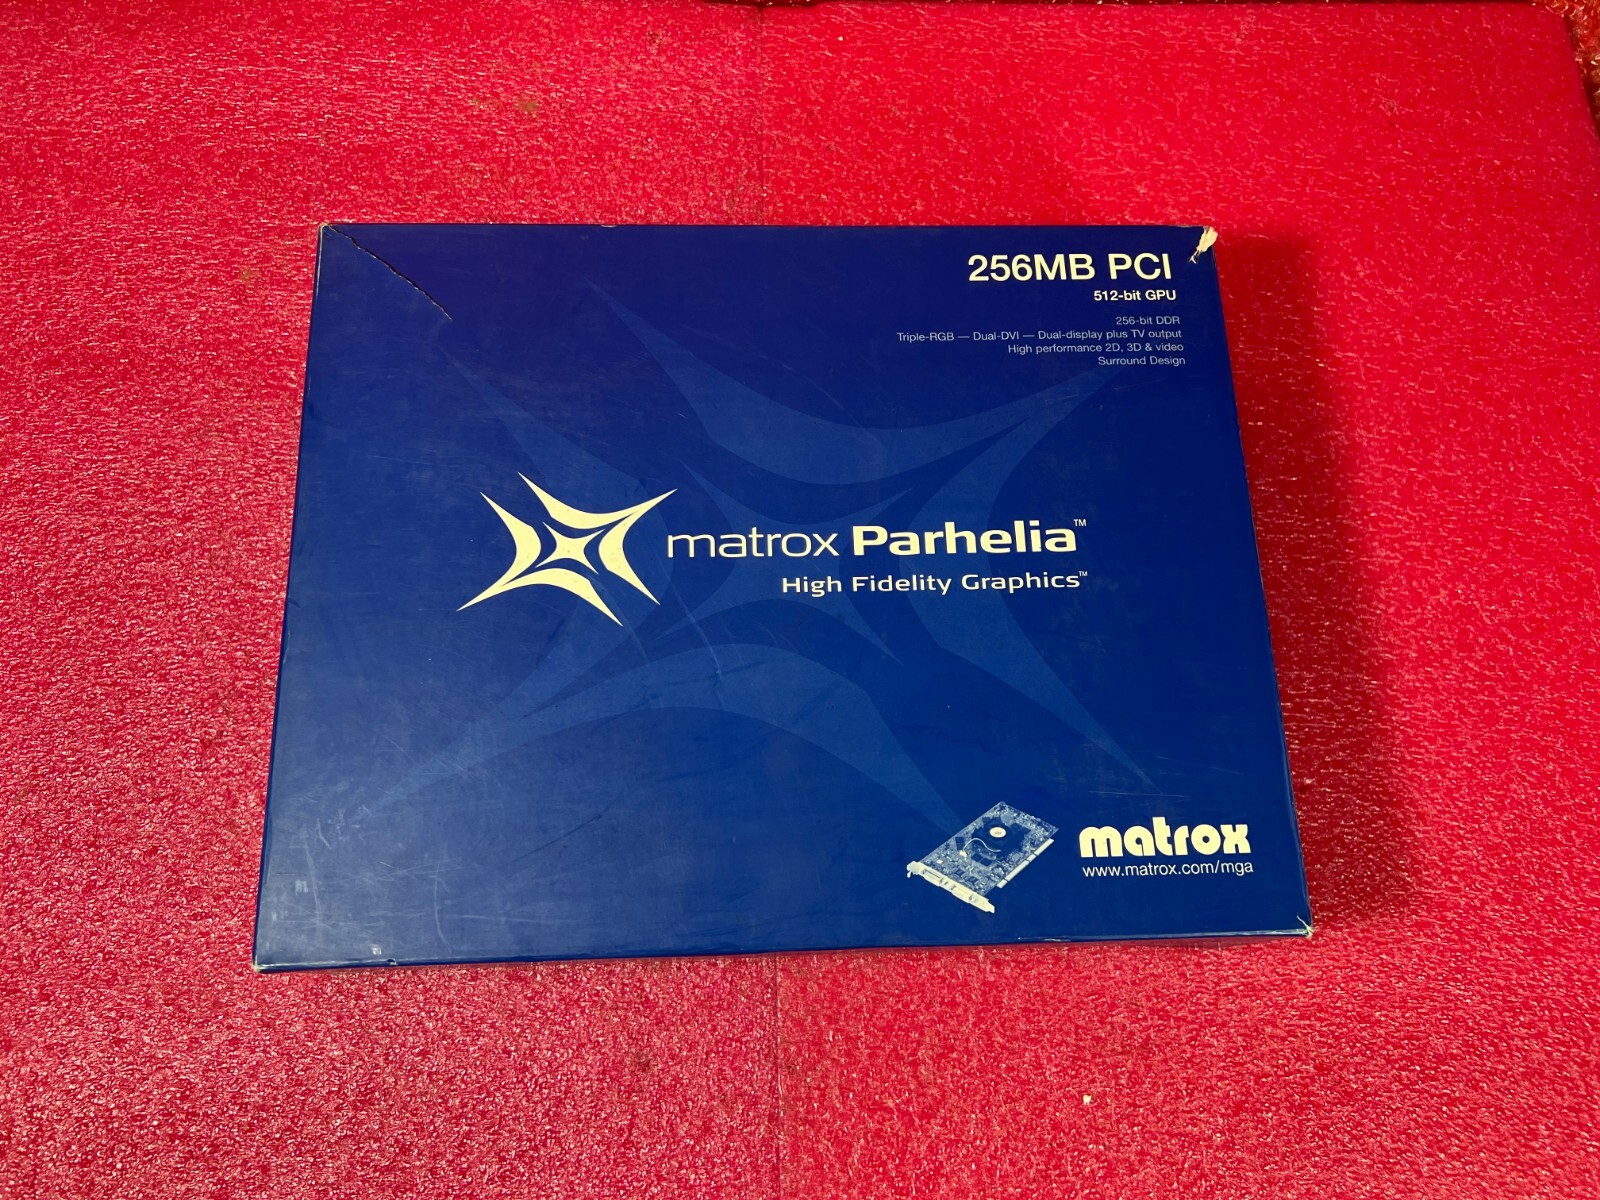 256MB PCI
512-bit GPU
256-bit DDR
Triple-RGB — Dual-DVI — Dual-display plus TV output
High performance 2D, 3D & video
Surround Design
matrox Parhelia™
High Fidelity Graphics™
matrox
www.matrox.com/mga